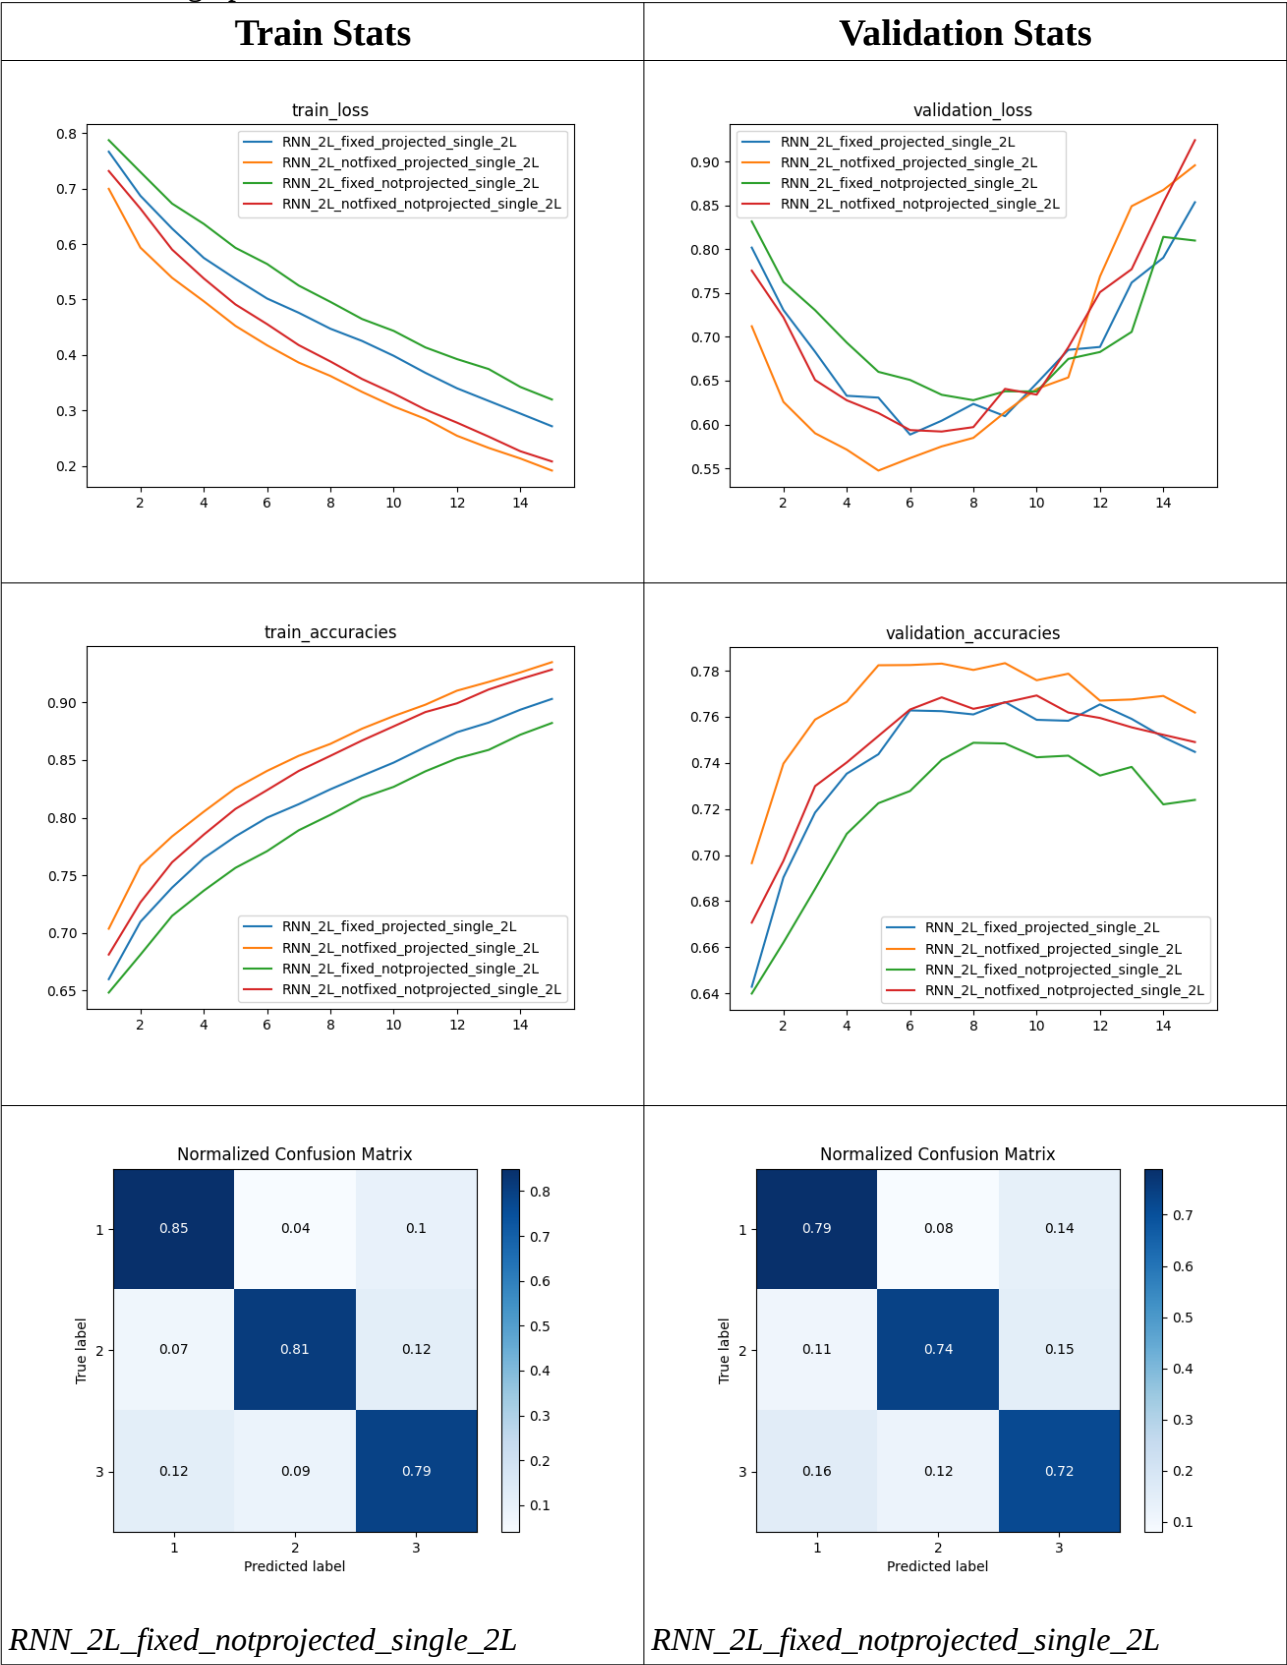 Train Stats
Validation Stats
train_loss
0.8
0.7
0.6
0.5
0.4
0.3
0.2
2 4 6 8 10 12 14
RNN_2L_fixed_projected_single_2L
RNN_2L_notfixed_projected_single_2L
RNN_2L_fixed_notprojected_single_2L
RNN_2L_notfixed_notprojected_single_2L
validation_loss
0.90
0.85
0.80
0.75
0.70
0.65
0.60
0.55
2 4 6 8 10 12 14
RNN_2L_fixed_projected_single_2L
RNN_2L_notfixed_projected_single_2L
RNN_2L_fixed_notprojected_single_2L
RNN_2L_notfixed_notprojected_single_2L
train_accuracies
0.90
0.85
0.80
0.75
0.70
0.65
2 4 6 8 10 12 14
RNN_2L_fixed_projected_single_2L
RNN_2L_notfixed_projected_single_2L
RNN_2L_fixed_notprojected_single_2L
RNN_2L_notfixed_notprojected_single_2L
validation_accuracies
0.78
0.76
0.74
0.72
0.70
0.68
0.66
0.64
2 4 6 8 10 12 14
RNN_2L_fixed_projected_single_2L
RNN_2L_notfixed_projected_single_2L
RNN_2L_fixed_notprojected_single_2L
RNN_2L_notfixed_notprojected_single_2L
Normalized Confusion Matrix
True label
1 0.85 0.04 0.1
2 0.07 0.81 0.12
3 0.12 0.09 0.79
1 2 3
Predicted label
0.8
0.7
0.6
0.5
0.4
0.3
0.2
0.1
RNN_2L_fixed_notprojected_single_2L
Normalized Confusion Matrix
True label
1 0.79 0.08 0.14
2 0.11 0.74 0.15
3 0.16 0.12 0.72
1 2 3
Predicted label
0.7
0.6
0.5
0.4
0.3
0.2
0.1
RNN_2L_fixed_notprojected_single_2L